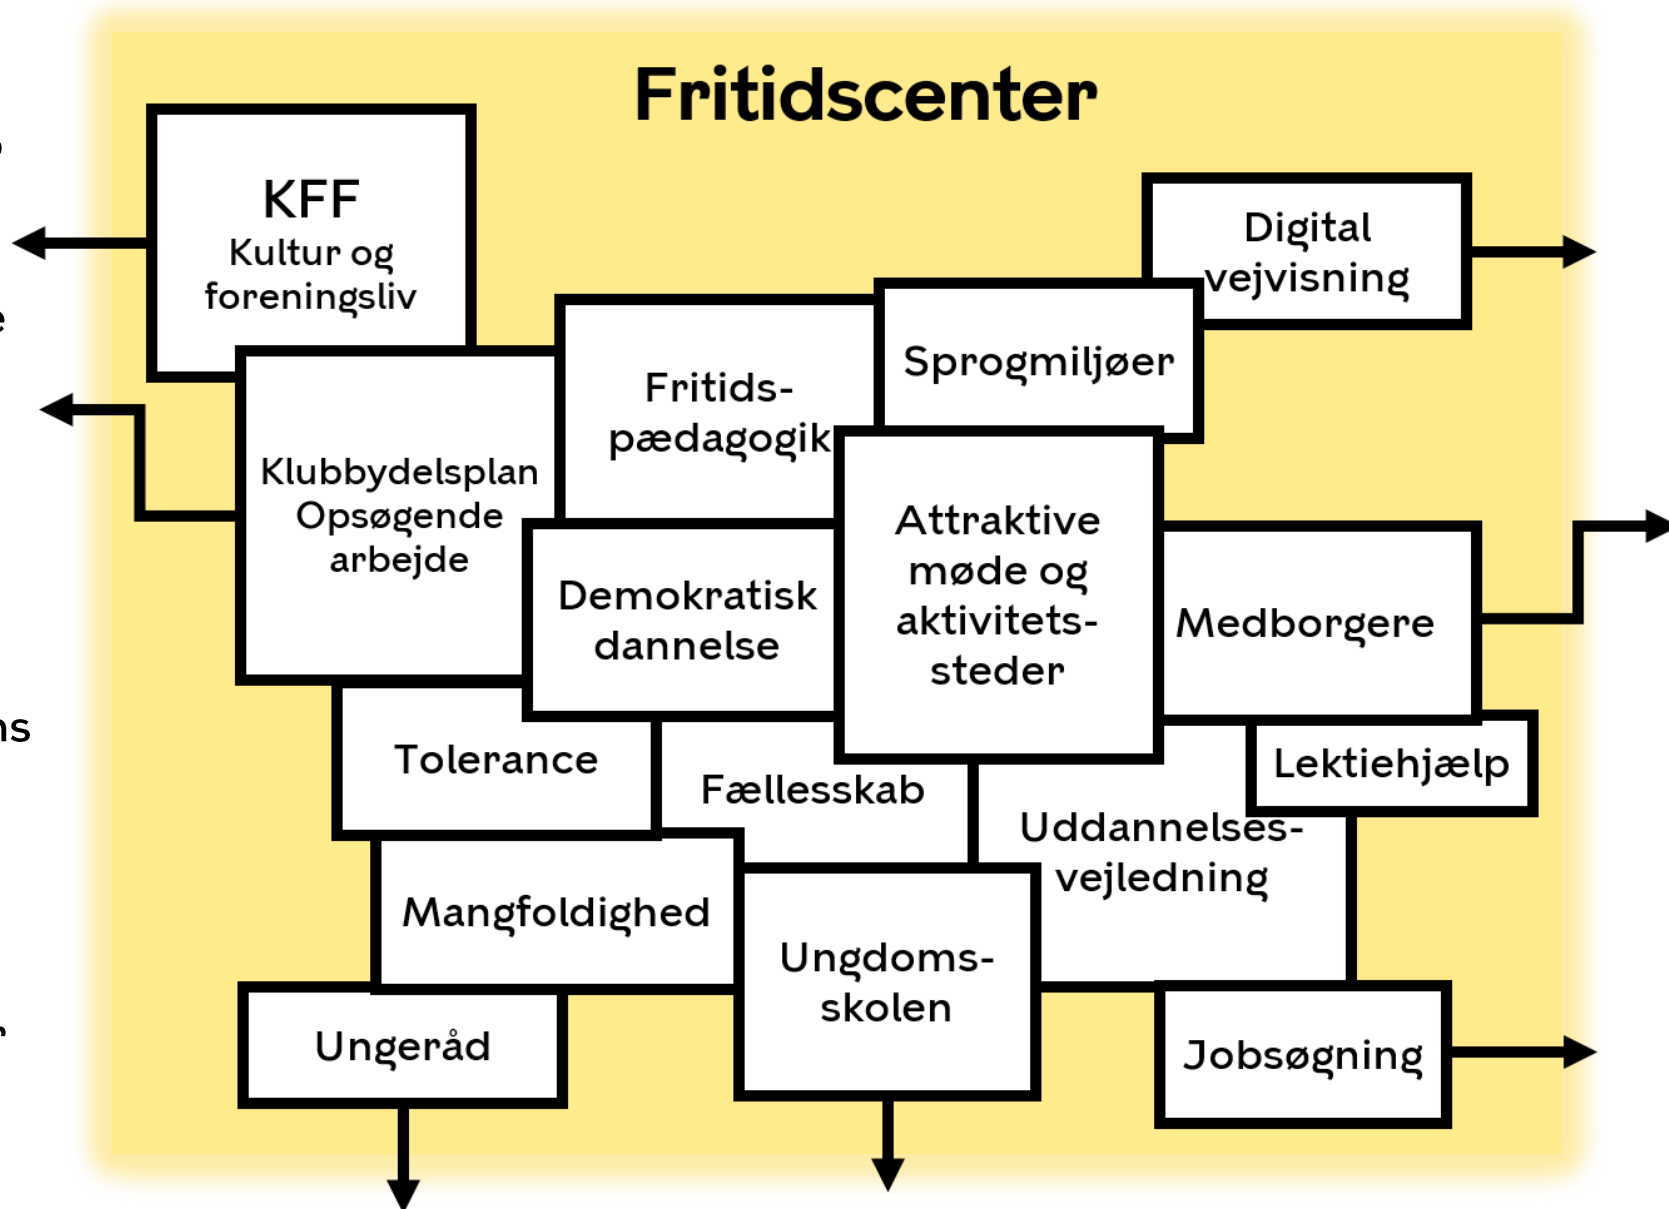 Fritidscenter
KFF
Kultur og
foreningsliv
Digital
vejvisning
Sprogmiljøer
Fritids-
pædagogik
Klubbydelsplan
Opsøgende
arbejde
Attraktive
møde og
aktivitets-
steder
Demokratisk
dannelse
Medborgere
Tolerance
Fællesskab
Lektiehjælp
Uddannelses-
vejledning
Mangfoldighed
Ungdoms-
skolen
Ungeråd
Jobsøgning